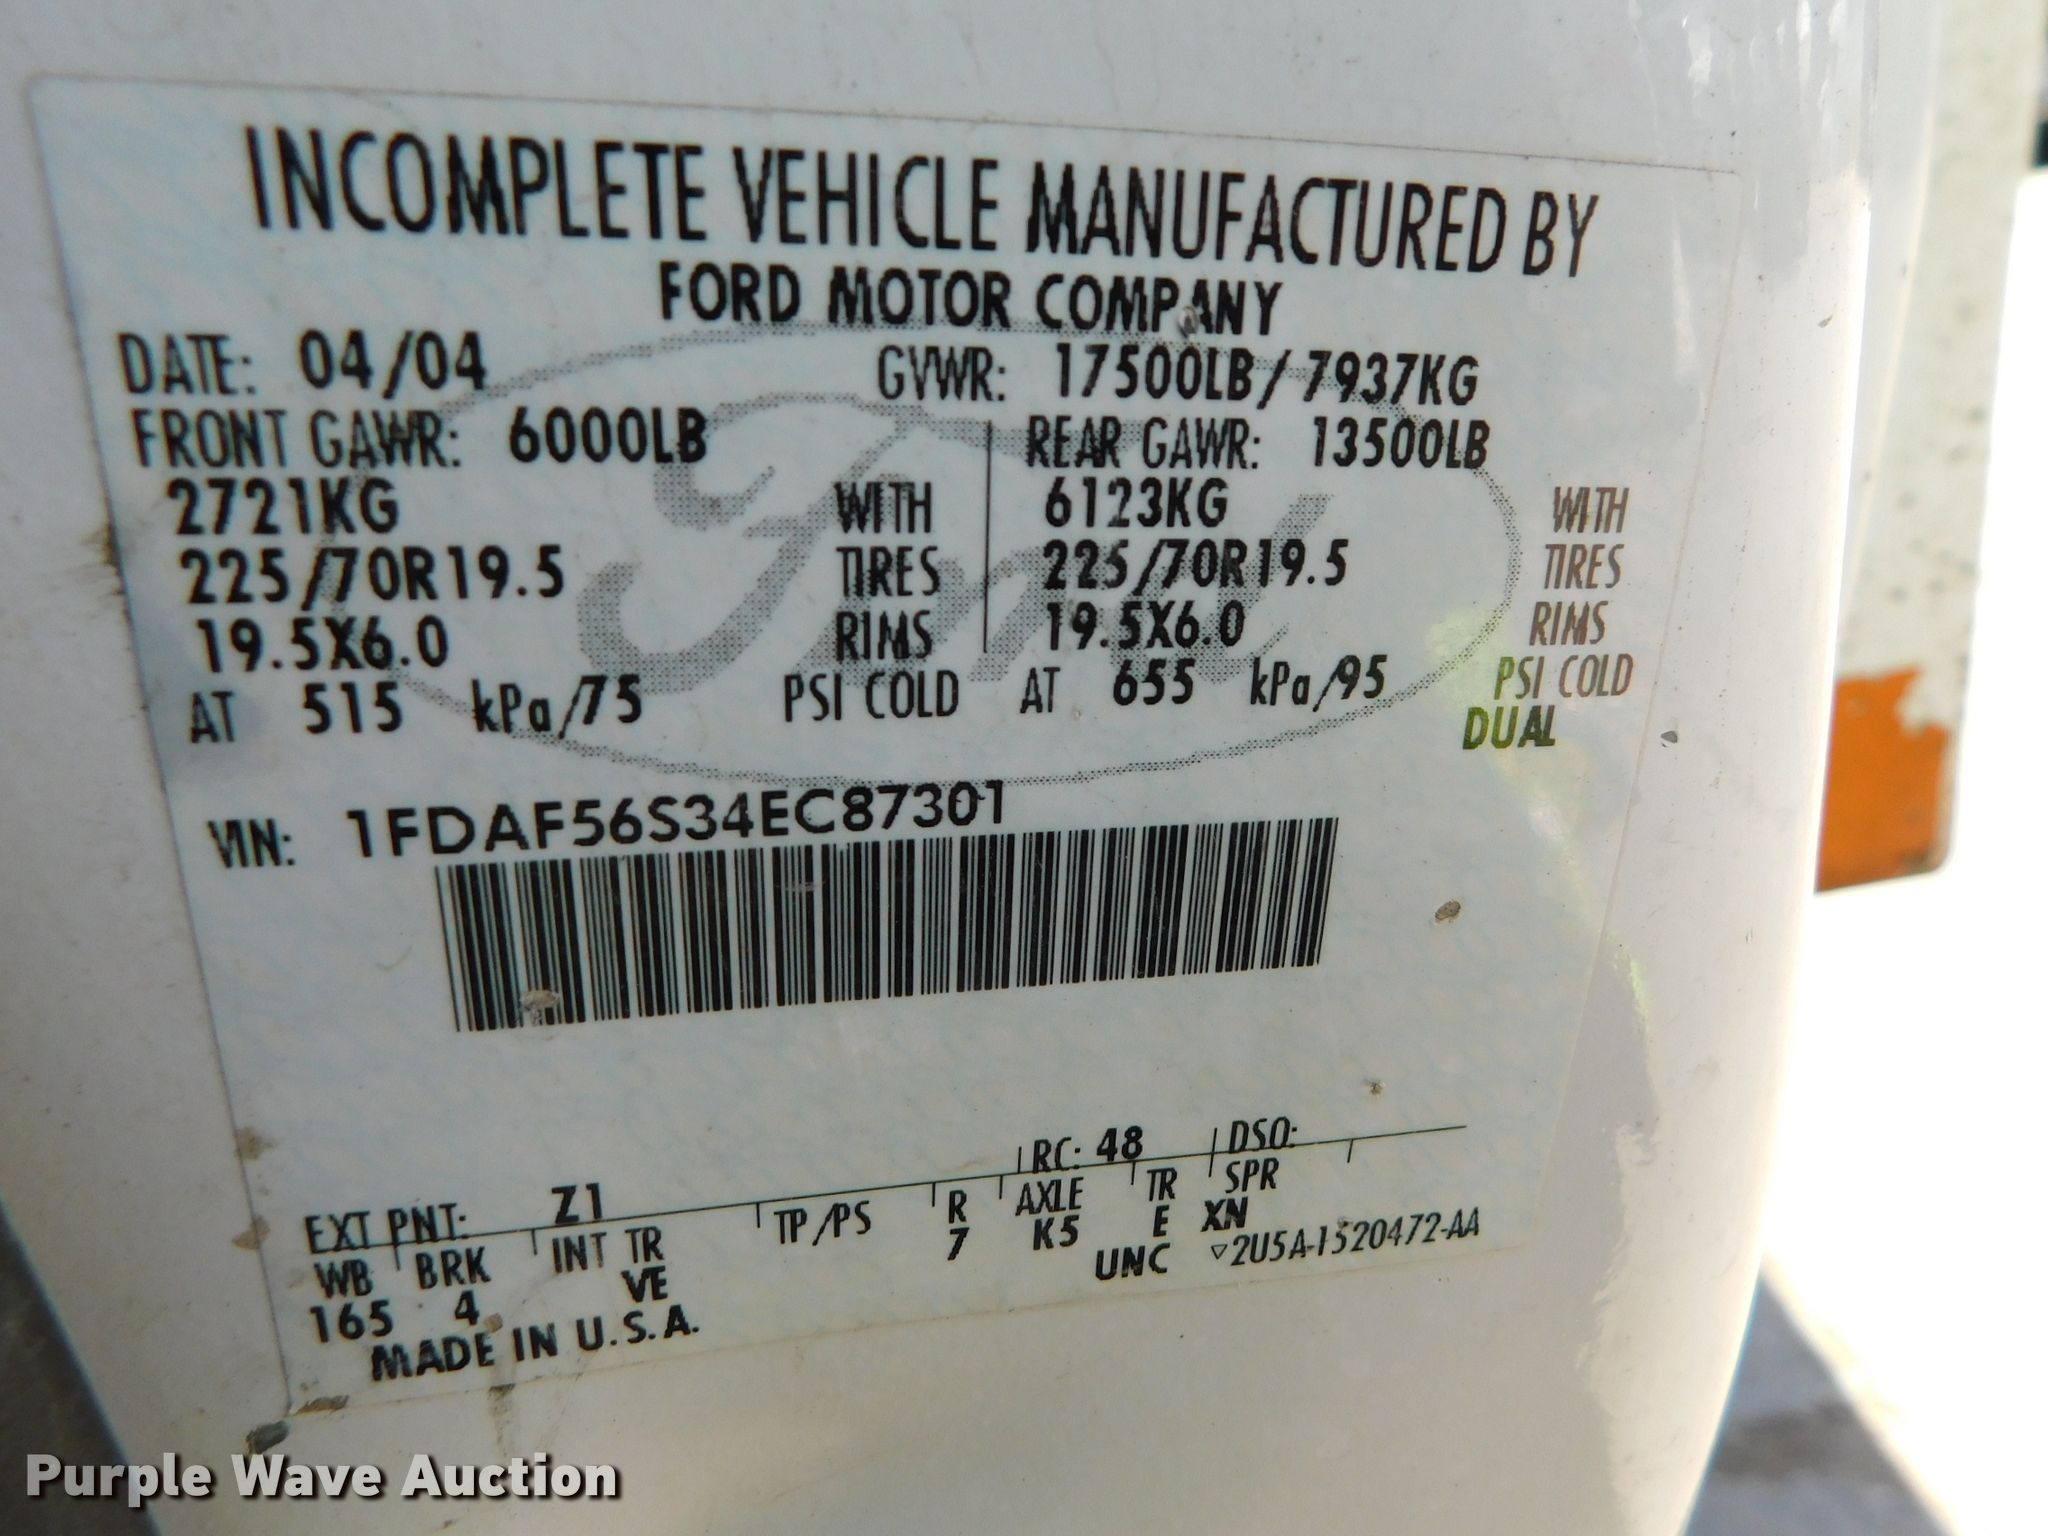 INCOMPLETE VEHICLE MANUFACTURED BY
FORD MOTOR COMPANY
DATE: 04/04 GVWR: 17500LB/7937KG
FRONT GAWR: 6000LB REAR GAWR: 13500LB
2721KG WITH 6123KG WITH
225/70R19.5 TIRES 225/70R19.5 TIRES
19.5X6.0 RIMS 19.5X6.0 RIMS
AT 515 kPa/75 PSI COLD AT 655 kPa/95 PSI COLD
DUAL
Ford
VIN: 1FDAF56S34EC87301
EXT PNT: Z1 RC: 48 DSO:
WB BRK INT TR TP/PS R AXLE TR SPR
165 4 VE 7 K5 E XN
MADE IN U.S.A. UNC ▽2U5A-1520472-AA
Purple Wave Auction